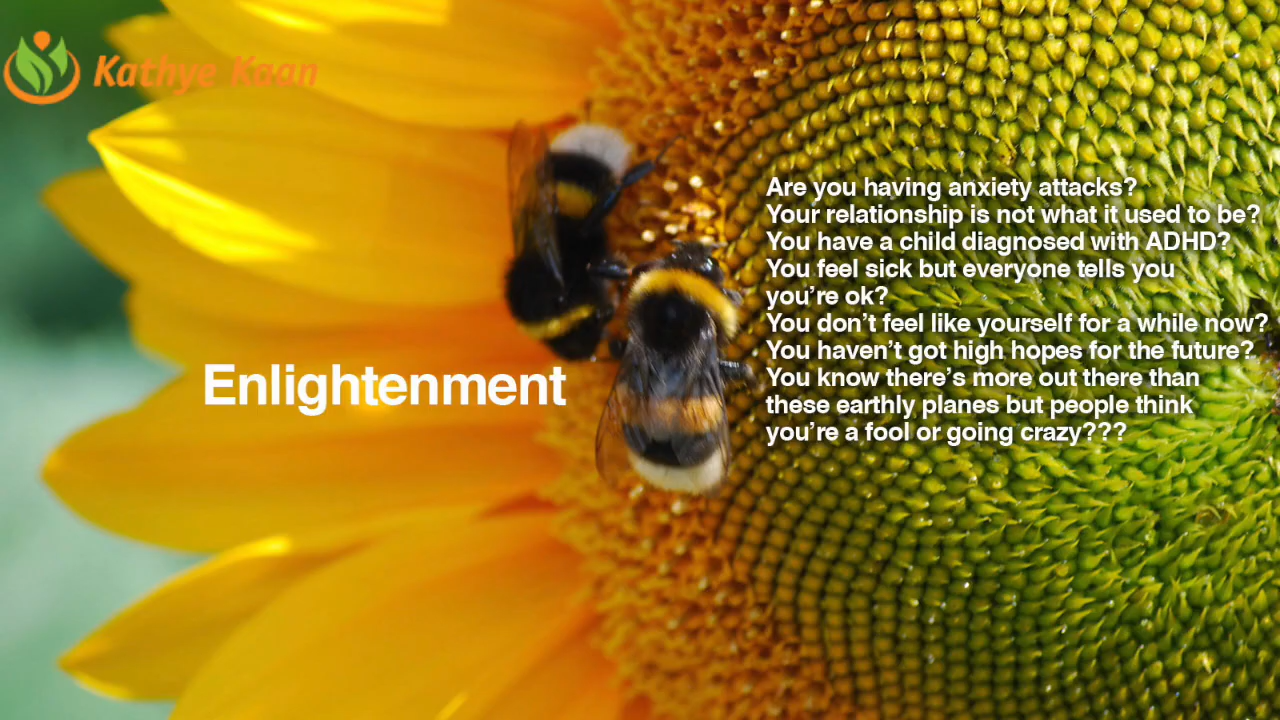 Kathye Kaan
Enlightenment
Are you having anxiety attacks?
Your relationship is not what it used to be?
You have a child diagnosed with ADHD?
You feel sick but everyone tells you
you’re ok?
You don’t feel like yourself for a while now?
You haven’t got high hopes for the future?
You know there’s more out there than
these earthly planes but people think
you’re a fool or going crazy???